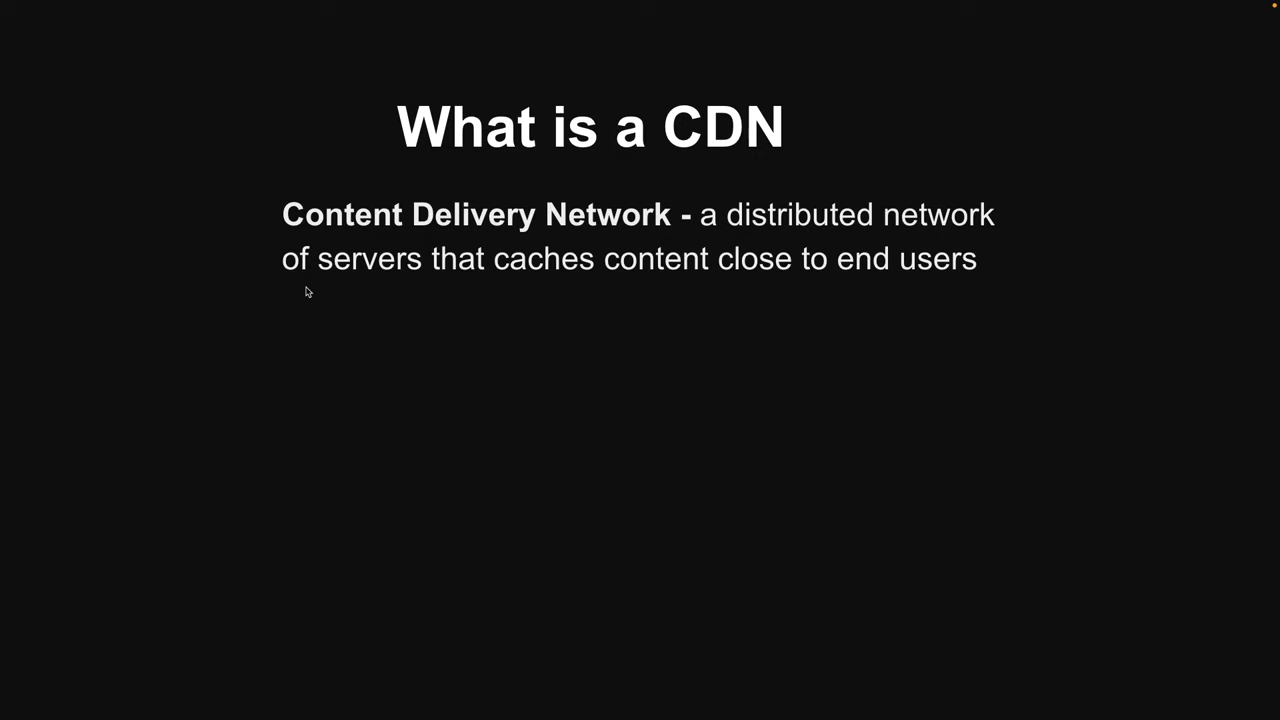 What is a CDN
Content Delivery Network - a distributed network
of servers that caches content close to end users